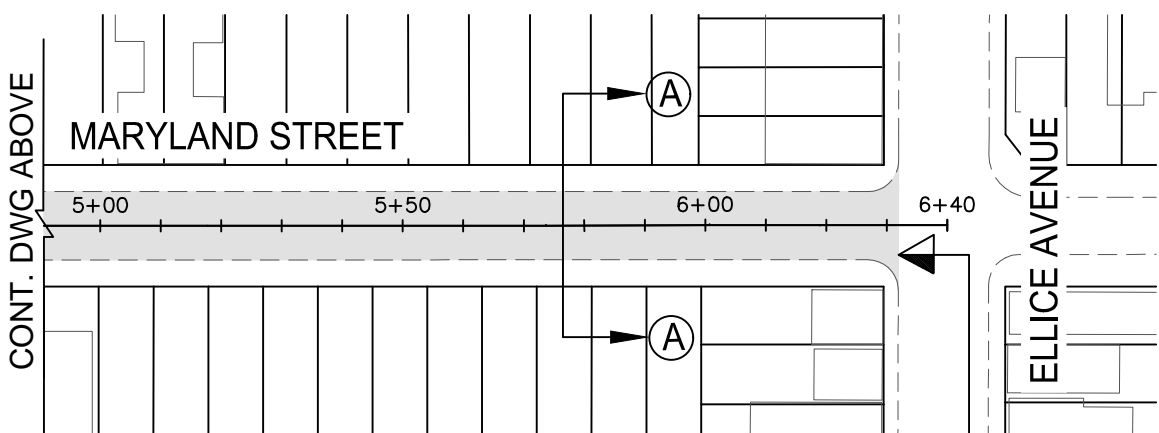 CONT. DWG ABOVE
MARYLAND STREET
A
5+00
5+50
6+00
6+40
A
ELLICE AVENUE